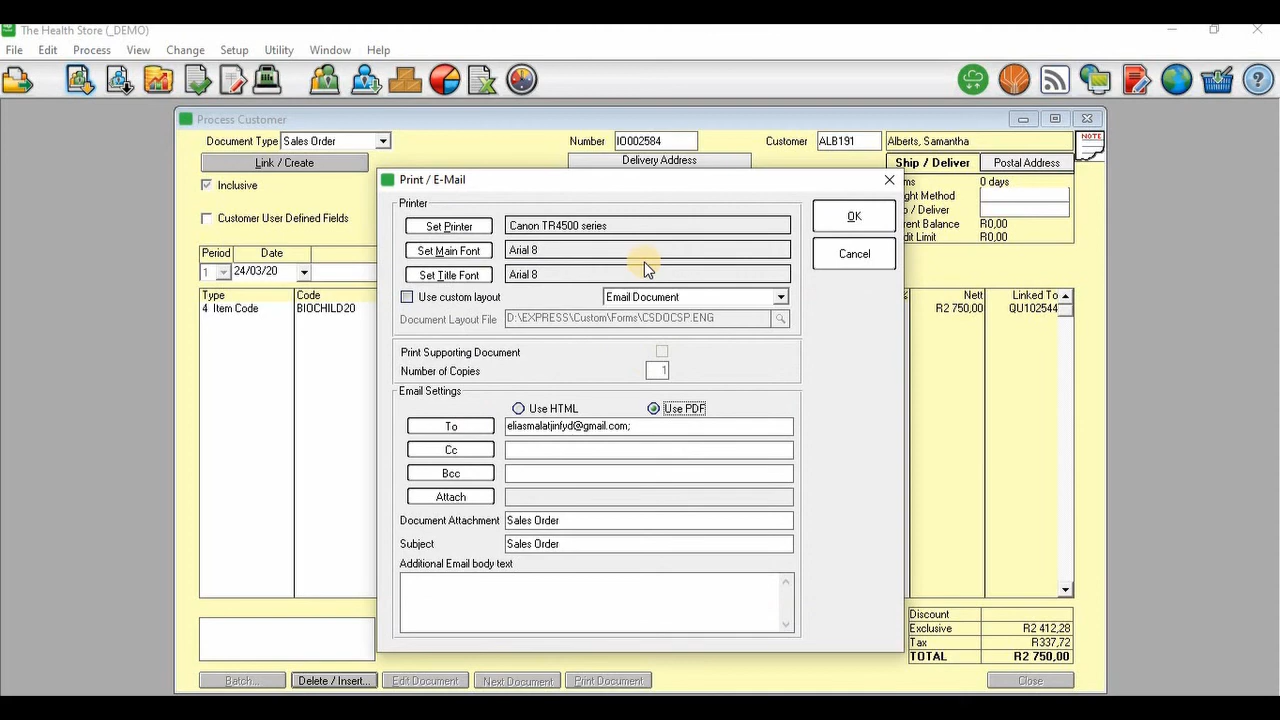 The Health Store (_DEMO)
File Edit Process View Change Setup Utility Window Help
Process Customer
Document Type Sales Order Number IO002584 Customer ALB191 Alberts, Samantha
NOTE
Link / Create Delivery Address Ship / Deliver Postal Address
Inclusive
0 days
Customer User Defined Fields
R0,00
R0,00
Period Date
1 24/03/20
Type Code Nett Linked To
4 Item Code BIOCHILD20 R2 750,00 QU102544
Print / E-Mail
Printer
Set Printer Canon TR4500 series
Set Main Font Arial 8
Set Title Font Arial 8
Use custom layout Email Document
Document Layout File D:\EXPRESS\Custom\Forms\CSDOCSP.ENG
Print Supporting Document
Number of Copies 1
Email Settings
Use HTML Use PDF
To eliasmalatjinfyd@gmail.com;
Cc
Bcc
Attach
Document Attachment Sales Order
Subject Sales Order
Additional Email body text
OK
Cancel
Discount
Exclusive R2 412,28
Tax R337,72
TOTAL R2 750,00
Batch... Delete / Insert... Edit Document Next Document Print Document Close